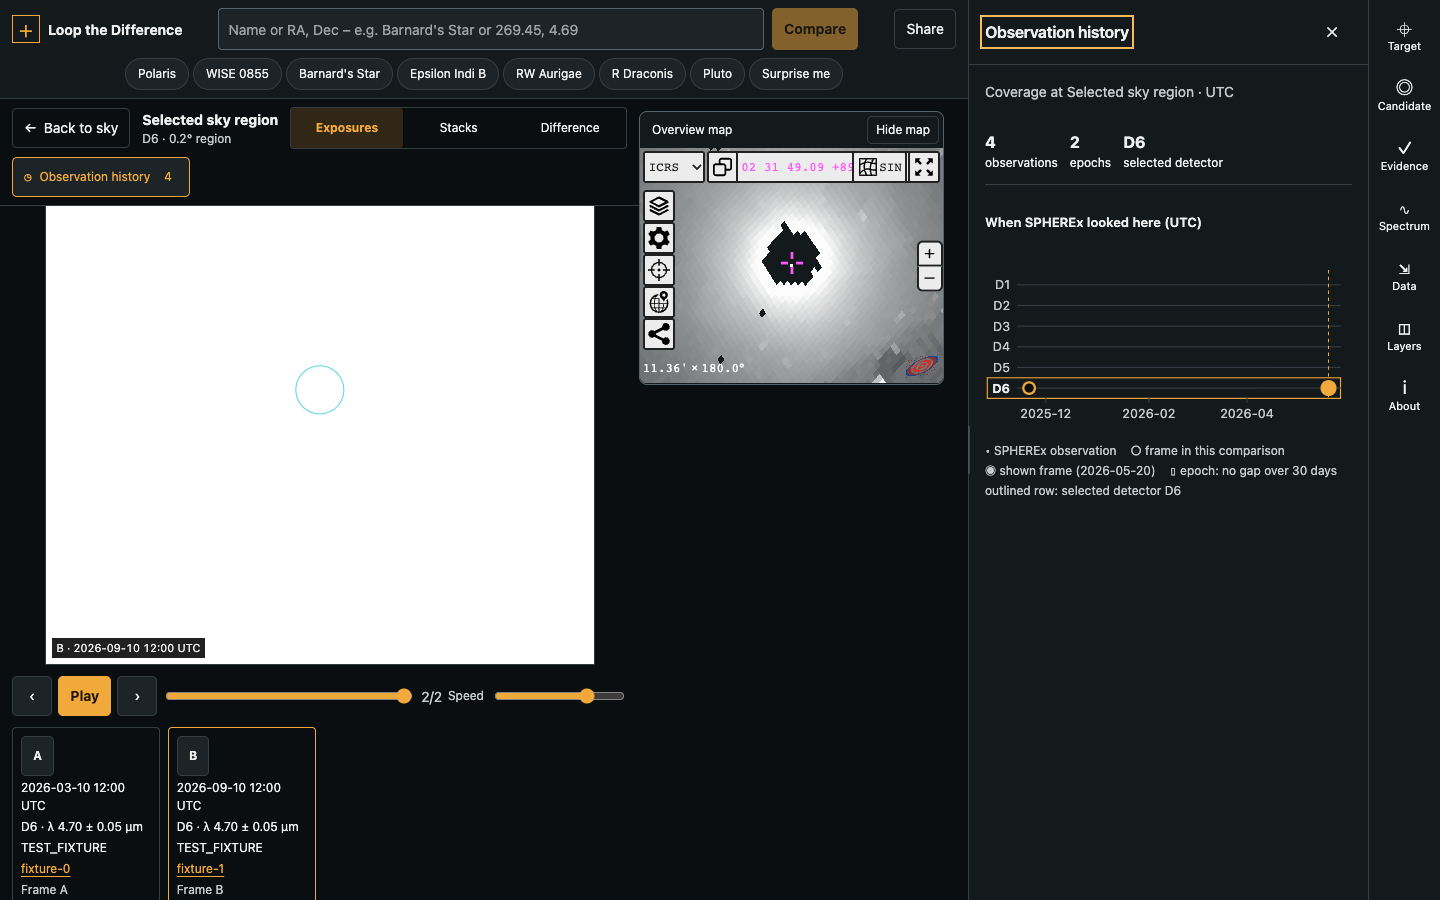 Loop the Difference
Name or RA, Dec – e.g. Barnard's Star or 269.45, 4.69
Compare
Share
Polaris
WISE 0855
Barnard's Star
Epsilon Indi B
RW Aurigae
R Draconis
Pluto
Surprise me
← Back to sky
Selected sky region
D6 · 0.2° region
Exposures
Stacks
Difference
Observation history 4
B · 2026-09-10 12:00 UTC
‹
Play
›
2/2 Speed
A
2026-03-10 12:00
UTC
D6 · λ 4.70 ± 0.05 µm
TEST_FIXTURE
fixture-0
Frame A
B
2026-09-10 12:00
UTC
D6 · λ 4.70 ± 0.05 µm
TEST_FIXTURE
fixture-1
Frame B
Overview map
Hide map
ICRS
02 31 49.09
SIN
+
−
11.36' × 180.0°
Observation history
×
Coverage at Selected sky region · UTC
4
observations
2
epochs
D6
selected detector
When SPHEREx looked here (UTC)
D1
D2
D3
D4
D5
D6
2025-12 2026-02 2026-04
• SPHEREx observation ○ frame in this comparison
◉ shown frame (2026-05-20) ▯ epoch: no gap over 30 days
outlined row: selected detector D6
Target
Candidate
Evidence
Spectrum
Data
Layers
About